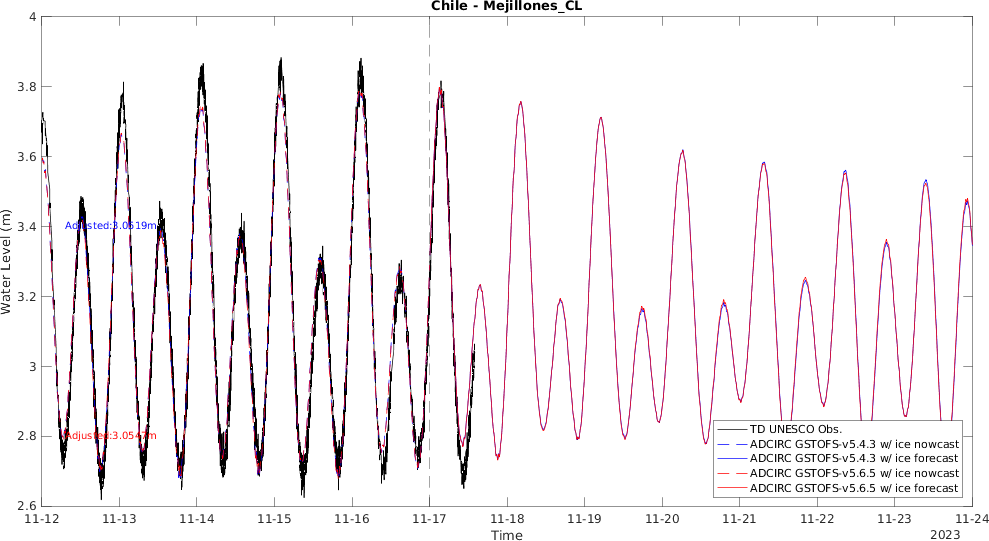 Chile - Mejillones_CL
4
3.8
3.6
3.4
3.2
3
2.8
2.6
Water Level (m)
Adjusted:3.0519m
Adjusted:3.0547m
TD UNESCO Obs.
ADCIRC GSTOFS-v5.4.3 w/ ice nowcast
ADCIRC GSTOFS-v5.4.3 w/ ice forecast
ADCIRC GSTOFS-v5.6.5 w/ ice nowcast
ADCIRC GSTOFS-v5.6.5 w/ ice forecast
11-12 11-13 11-14 11-15 11-16 11-17 11-18 11-19 11-20 11-21 11-22 11-23 11-24
Time
2023